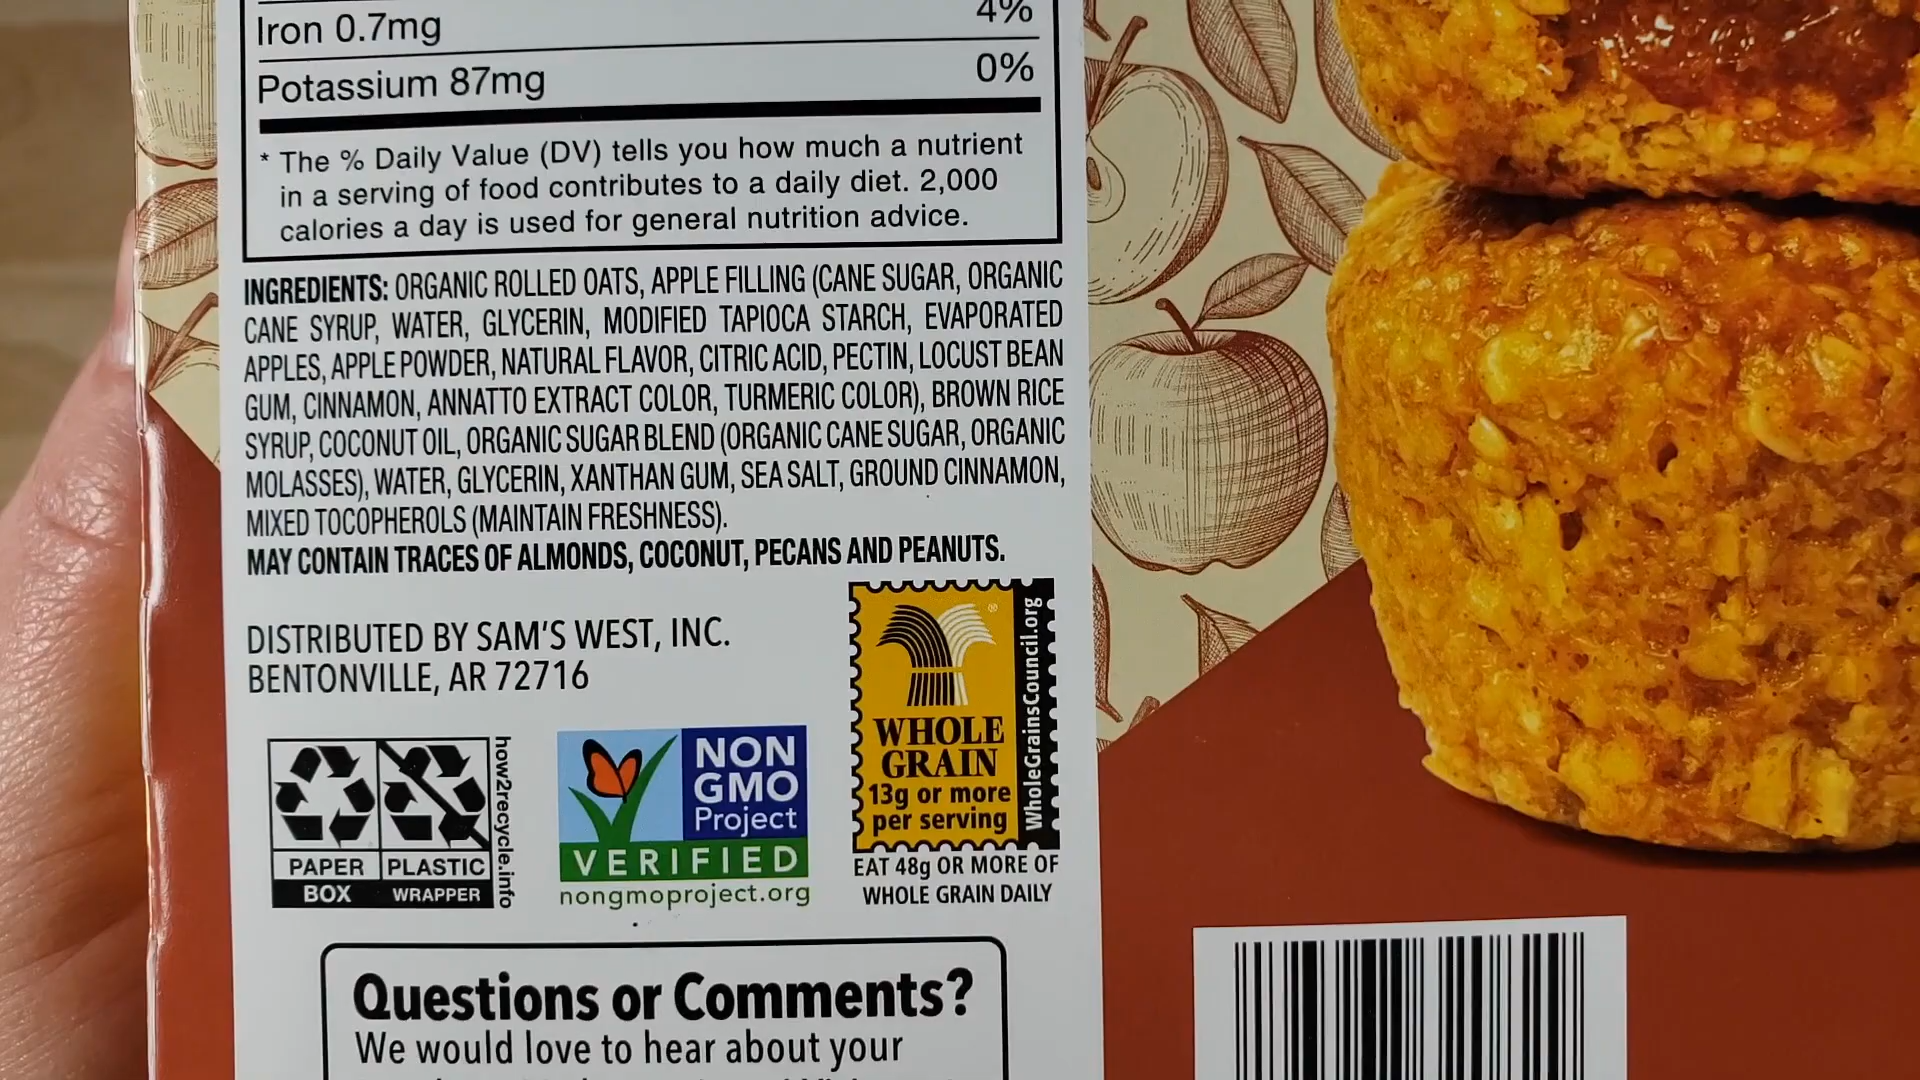 Iron 0.7mg 4%
Potassium 87mg 0%
* The % Daily Value (DV) tells you how much a nutrient
in a serving of food contributes to a daily diet. 2,000
calories a day is used for general nutrition advice.
INGREDIENTS: ORGANIC ROLLED OATS, APPLE FILLING (CANE SUGAR, ORGANIC
CANE SYRUP, WATER, GLYCERIN, MODIFIED TAPIOCA STARCH, EVAPORATED
APPLES, APPLE POWDER, NATURAL FLAVOR, CITRIC ACID, PECTIN, LOCUST BEAN
GUM, CINNAMON, ANNATTO EXTRACT COLOR, TURMERIC COLOR), BROWN RICE
SYRUP, COCONUT OIL, ORGANIC SUGAR BLEND (ORGANIC CANE SUGAR, ORGANIC
MOLASSES), WATER, GLYCERIN, XANTHAN GUM, SEA SALT, GROUND CINNAMON,
MIXED TOCOPHEROLS (MAINTAIN FRESHNESS).
MAY CONTAIN TRACES OF ALMONDS, COCONUT, PECANS AND PEANUTS.
DISTRIBUTED BY SAM'S WEST, INC.
BENTONVILLE, AR 72716
PAPER
BOX
PLASTIC
WRAPPER
how2recycle.info
NON
GMO
Project
VERIFIED
nongmoproject.org
®
WHOLE
GRAIN
13g or more
per serving
WholeGrainsCouncil.org
EAT 48g OR MORE OF
WHOLE GRAIN DAILY
Questions or Comments?
We would love to hear about your